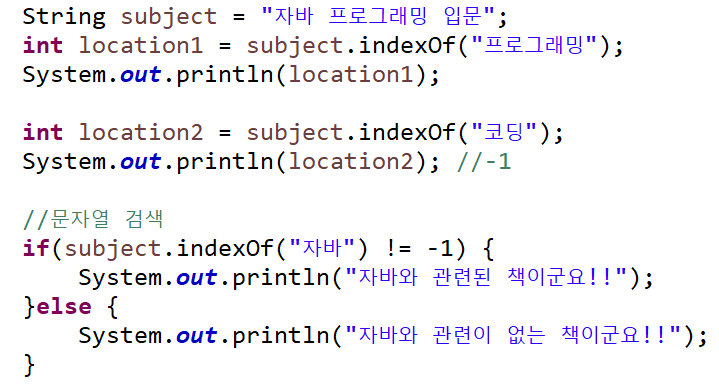 String subject = "자바 프로그래밍 입문";
int location1 = subject.indexOf("프로그래밍");
System.out.println(location1);
int location2 = subject.indexOf("코딩");
System.out.println(location2); //-1
//문자열 검색
if(subject.indexOf("자바") != -1) {
    System.out.println("자바와 관련된 책이군요!!");
}else {
    System.out.println("자바와 관련이 없는 책이군요!!");
}